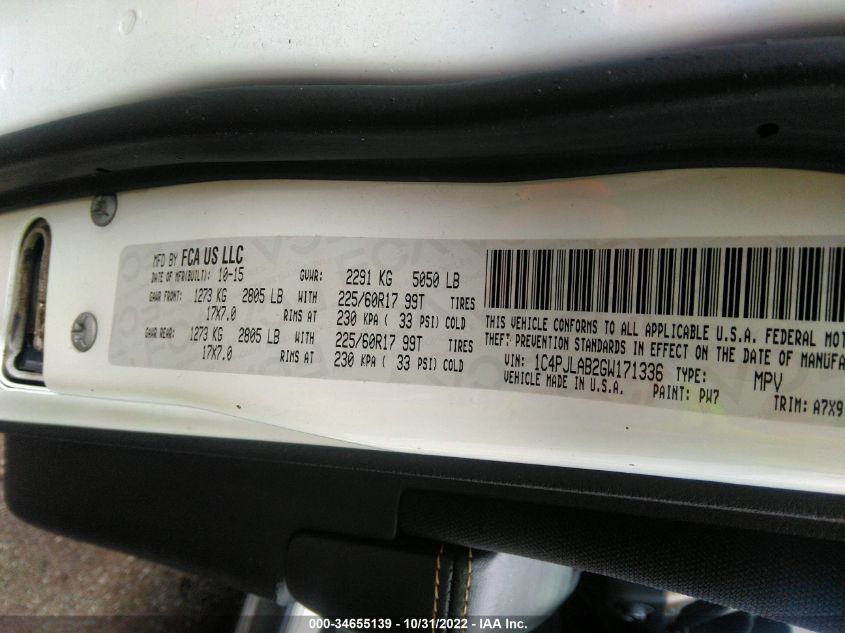 MFD BY FCA US LLC
DATE OF MFR(BUILT): 10-15 GVWR: 2291 KG 5050 LB
GAWR FRONT: 1273 KG 2805 LB WITH 225/60R17 99T TIRES
17X7.0 RIMS AT 230 KPA ( 33 PSI) COLD
GAWR REAR: 1273 KG 2805 LB WITH 225/60R17 99T TIRES
17X7.0 RIMS AT 230 KPA ( 33 PSI) COLD
THIS VEHICLE CONFORMS TO ALL APPLICABLE U.S.A. FEDERAL MOT
THEFT PREVENTION STANDARDS IN EFFECT ON THE DATE OF MANUFA
VIN: 1C4PJLAB2GW171336 TYPE: MPV
VEHICLE MADE IN U.S.A. PAINT: PW7 TRIM: A7X9
000-34655139 - 10/31/2022 - IAA Inc.